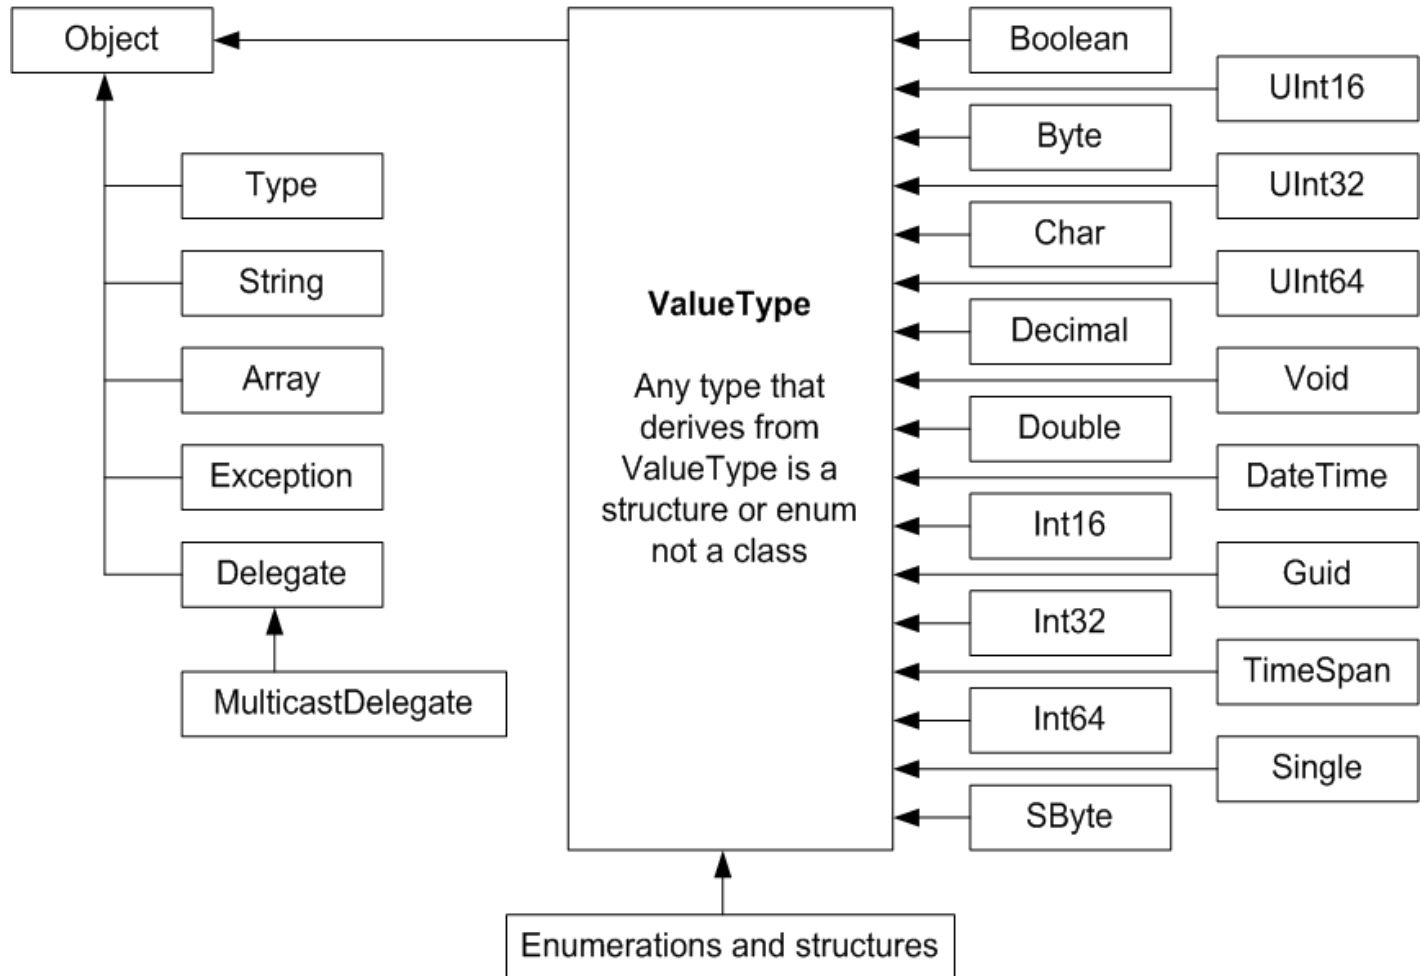 Object
Boolean
UInt16
Byte
Type
UInt32
Char
String
UInt64
ValueType
Decimal
Array
Void
Any type that
derives from
ValueType is a
structure or enum
not a class
Double
Exception
DateTime
Int16
Delegate
Guid
Int32
TimeSpan
MulticastDelegate
Int64
Single
SByte
Enumerations and structures